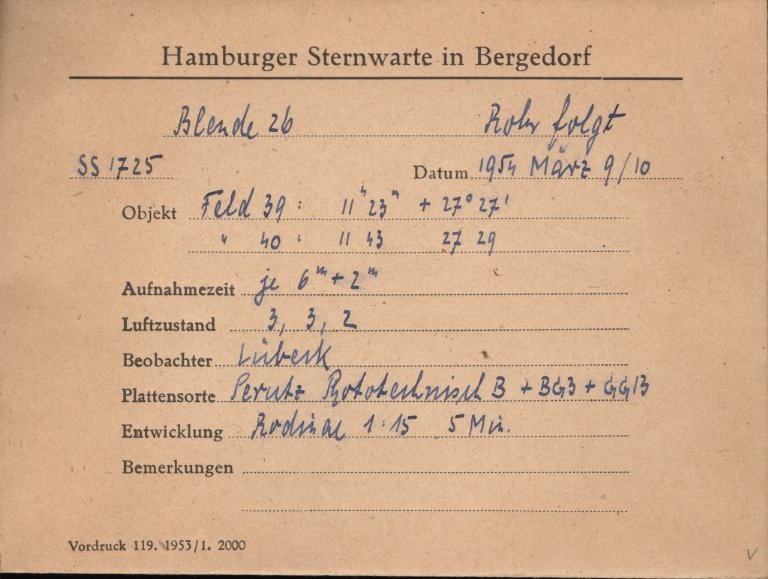 Hamburger Sternwarte in Bergedorf
Blende 26 Rohr folgt
SS 1725 Datum 1954 März 9/10
Objekt Feld 39 : 11ʰ 23ᵐ + 27° 27'
" 40 : 11 43 27 29
Aufnahmezeit je 6ᵐ + 2ᵐ
Luftzustand 3, 3, 2
Beobachter Lübeck
Plattensorte Perutz Phototechnisch B + BG3 + GG13
Entwicklung Rodinal 1:15 5 Min.
Bemerkungen
Vordruck 119. 1953/1. 2000